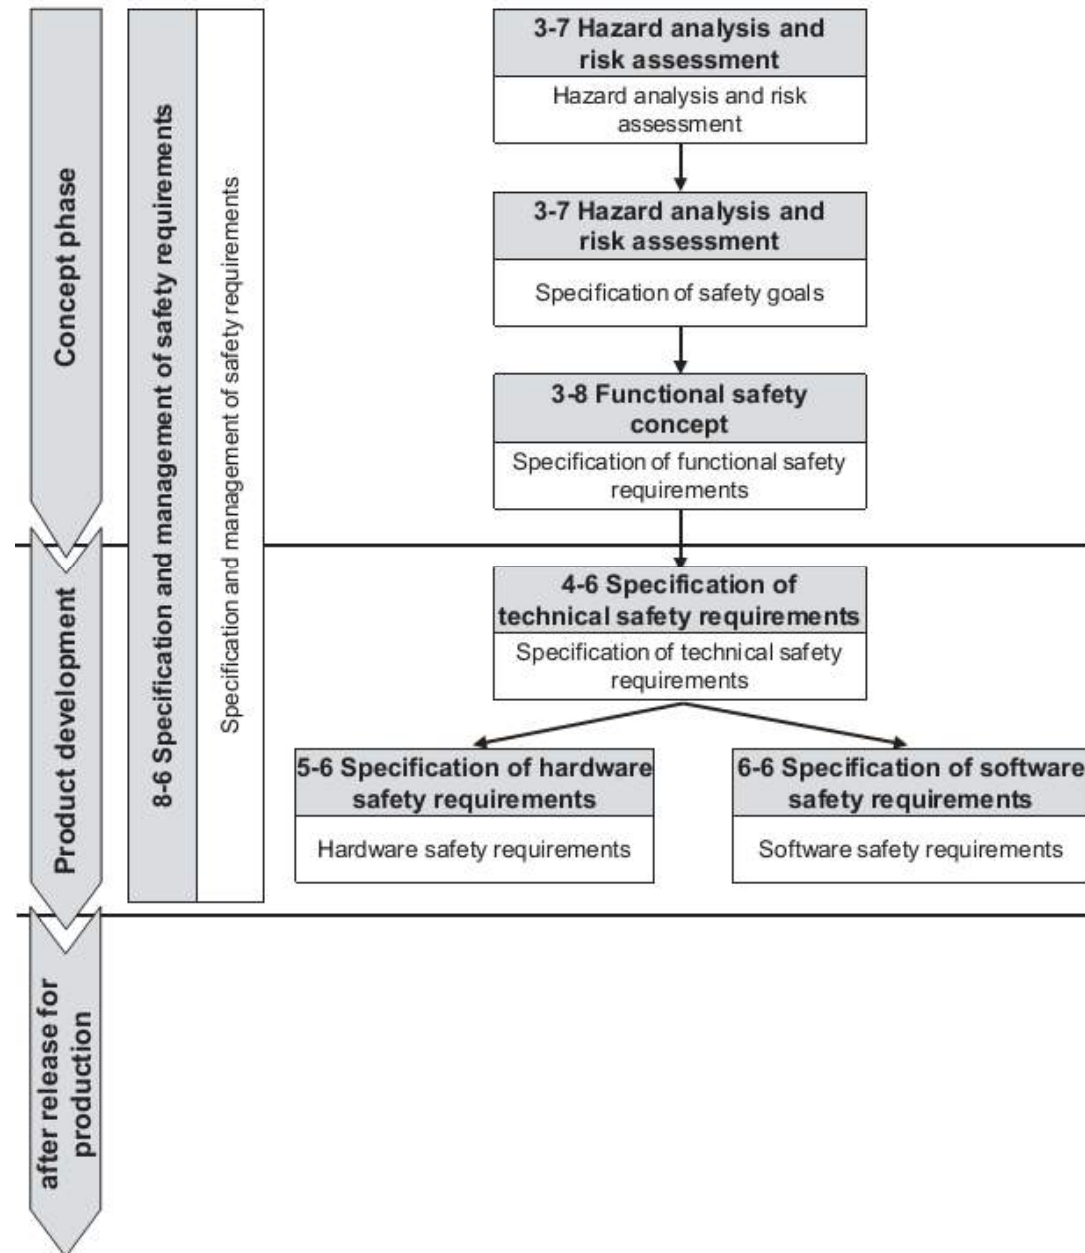 Concept phase
Product development
after release for
production
8-6 Specification and management of safety requirements
Specification and management of safety requirements
3-7 Hazard analysis and
risk assessment
Hazard analysis and risk
assessment
3-7 Hazard analysis and
risk assessment
Specification of safety goals
3-8 Functional safety
concept
Specification of functional safety
requirements
4-6 Specification of
technical safety requirements
Specification of technical safety
requirements
5-6 Specification of hardware
safety requirements
Hardware safety requirements
6-6 Specification of software
safety requirements
Software safety requirements